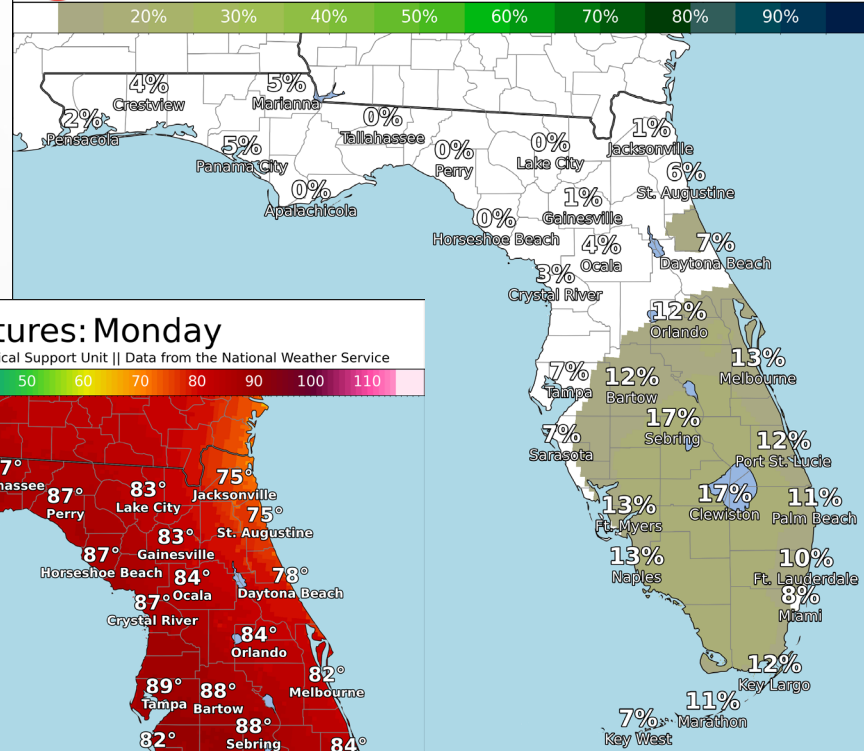 20% 30% 40% 50% 60% 70% 80% 90%
4%
Crestview
5%
Marianna
2%
Pensacola
0%
Tallahassee
5%
Panama City
0%
Perry
0%
Lake City
1%
Jacksonville
6%
St. Augustine
0%
Apalachicola
1%
Gainesville
0%
Horseshoe Beach
4%
Ocala
7%
Daytona Beach
3%
Crystal River
12%
Orlando
13%
Melbourne
7%
Tampa
12%
Bartow
17%
Sebring
7%
Sarasota
12%
Port St. Lucie
17%
Clewiston
11%
Palm Beach
13%
Ft. Myers
13%
Naples
10%
Ft. Lauderdale
8%
Miami
12%
Key Largo
11%
Marathon
7%
Key West
tures: Monday
ical Support Unit || Data from the National Weather Service
50 60 70 80 90 100 110
7°
hassee
87°
Perry
83°
Lake City
75°
Jacksonville
75°
St. Augustine
83°
Gainesville
87°
Horseshoe Beach
84°
Ocala
78°
Daytona Beach
87°
Crystal River
84°
Orlando
82°
Melbourne
89°
Tampa
88°
Bartow
88°
Sebring
82°
84°